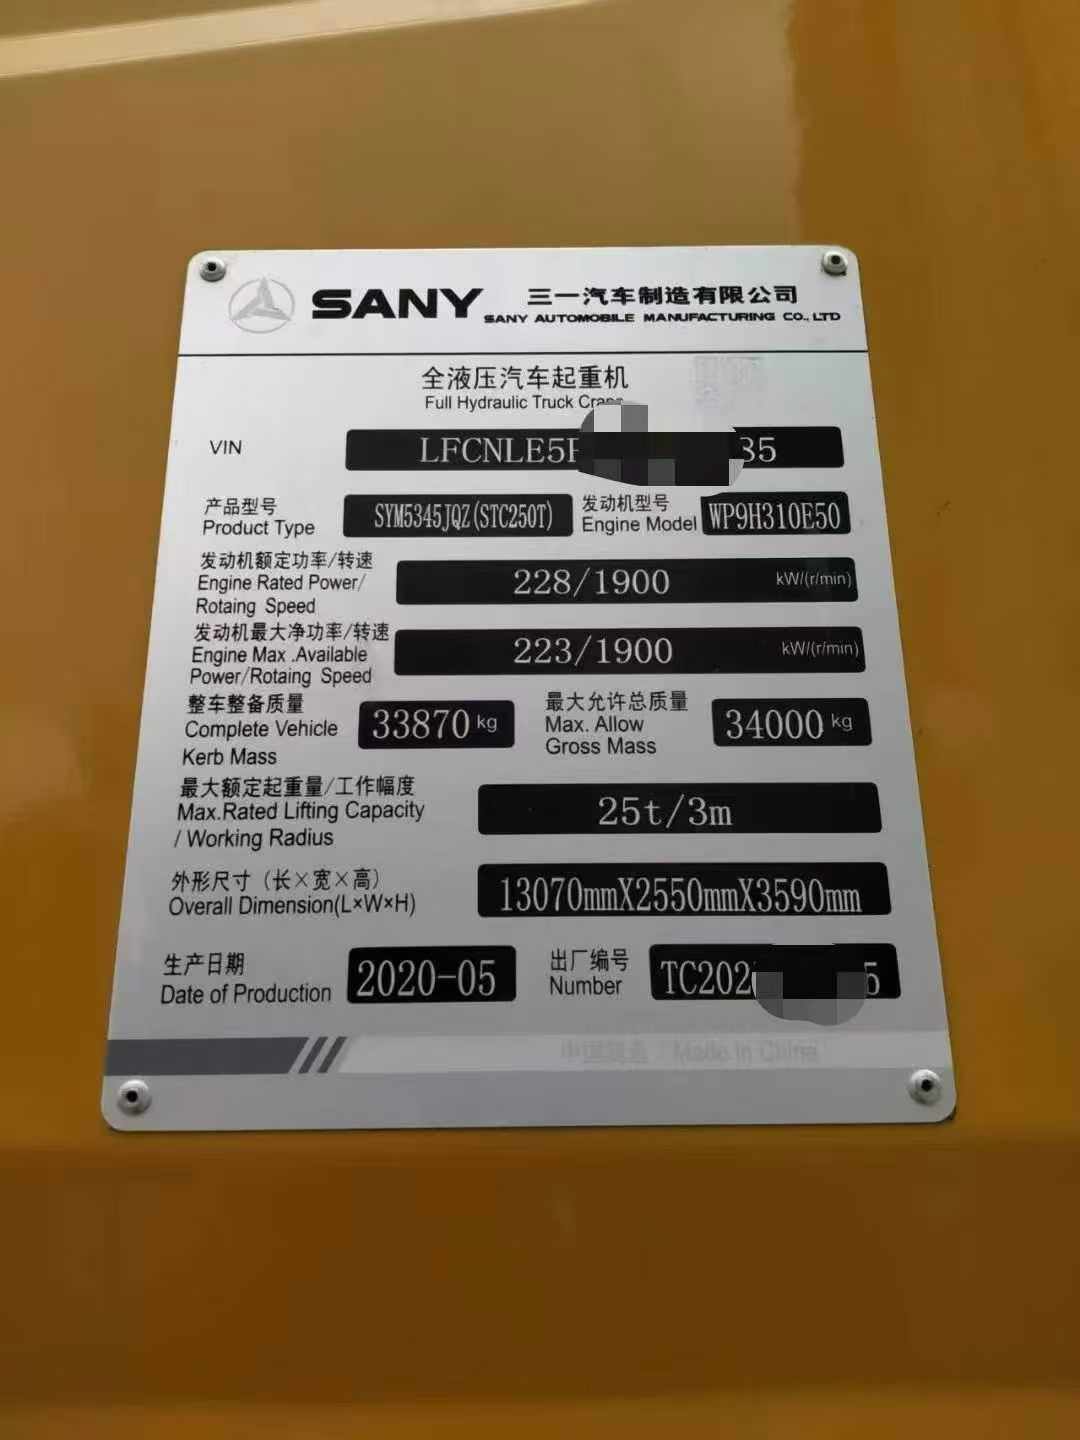 SANY 三一汽车制造有限公司
SANY AUTOMOBILE MANUFACTURING CO., LTD
全液压汽车起重机
Full Hydraulic Truck Crane
VIN LFCNLE5 85
产品型号 SYM5345JQZ(STC250T) 发动机型号 WP9H310E50
Product Type Engine Model
发动机额定功率/转速
Engine Rated Power/ 228/1900 kW/(r/min)
Rotaing Speed
发动机最大净功率/转速
Engine Max .Available 223/1900 kW/(r/min)
Power/Rotaing Speed
整车整备质量 最大允许总质量
Complete Vehicle 33870 kg Max. Allow 34000 kg
Kerb Mass Gross Mass
最大额定起重量/工作幅度
Max.Rated Lifting Capacity 25t/3m
/ Working Radius
外形尺寸（长×宽×高）
Overall Dimension(L×W×H) 13070mmX2550mmX3590mm
生产日期 2020-05 出厂编号 TC202 5
Date of Production Number
中国制造·Made in China